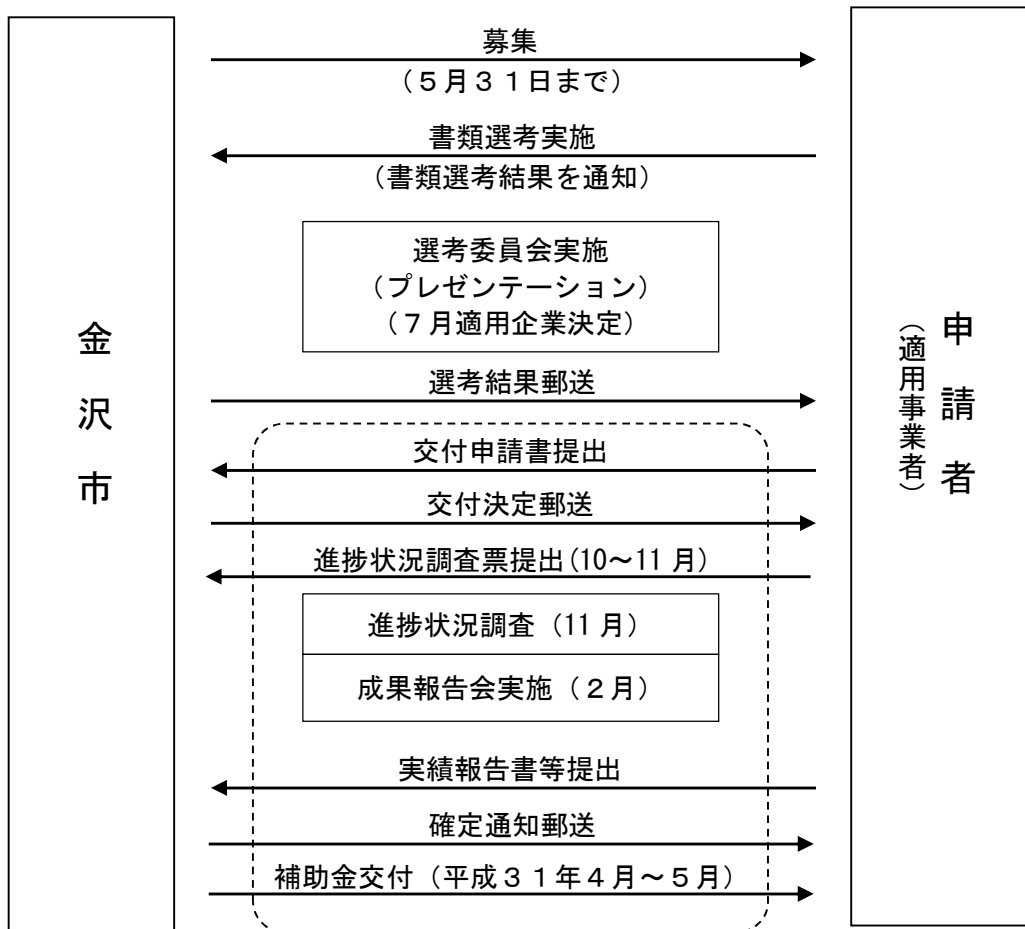 募集
（５月３１日まで）
書類選考実施
（書類選考結果を通知）
選考委員会実施
（プレゼンテーション）
（７月適用企業決定）
金沢市
申請者
（適用事業者）
選考結果郵送
交付申請書提出
交付決定郵送
進捗状況調査票提出(10～11月)
進捗状況調査（11月）
成果報告会実施（２月）
実績報告書等提出
確定通知郵送
補助金交付（平成３１年４月～５月）